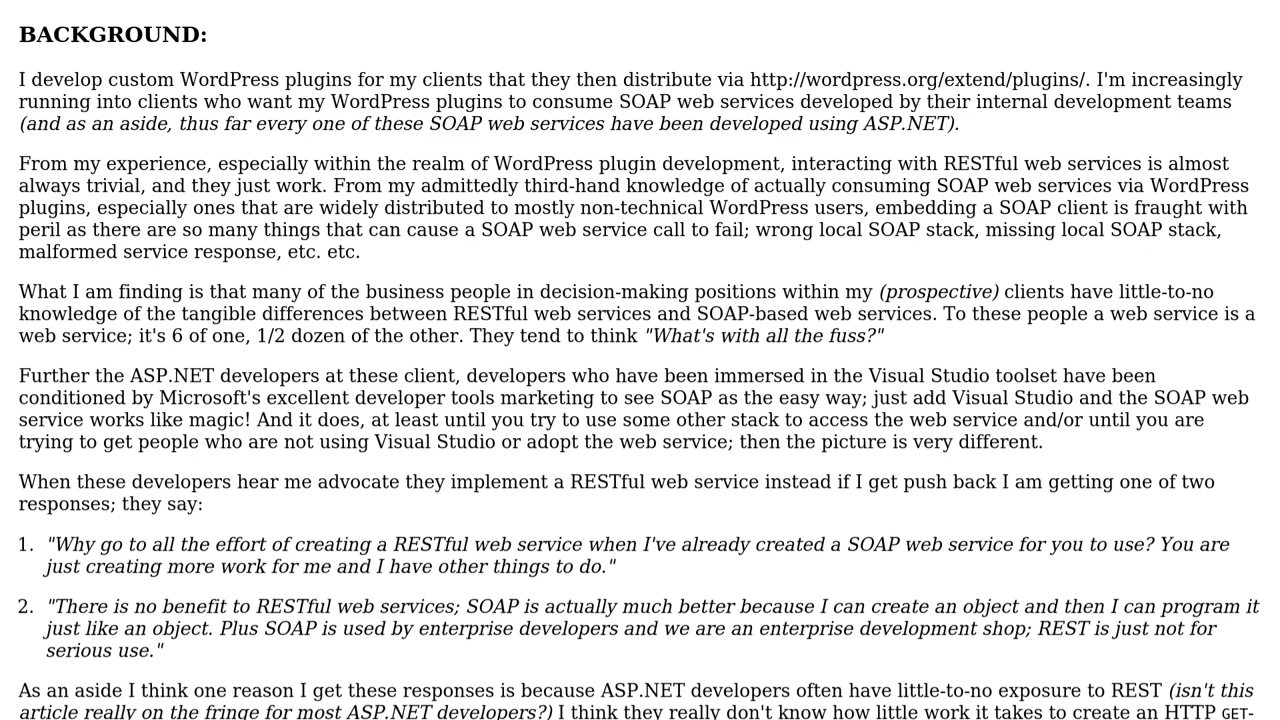 BACKGROUND:
I develop custom WordPress plugins for my clients that they then distribute via http://wordpress.org/extend/plugins/. I'm increasingly
running into clients who want my WordPress plugins to consume SOAP web services developed by their internal development teams
(and as an aside, thus far every one of these SOAP web services have been developed using ASP.NET).
From my experience, especially within the realm of WordPress plugin development, interacting with RESTful web services is almost
always trivial, and they just work. From my admittedly third-hand knowledge of actually consuming SOAP web services via WordPress
plugins, especially ones that are widely distributed to mostly non-technical WordPress users, embedding a SOAP client is fraught with
peril as there are so many things that can cause a SOAP web service call to fail; wrong local SOAP stack, missing local SOAP stack,
malformed service response, etc. etc.
What I am finding is that many of the business people in decision-making positions within my (prospective) clients have little-to-no
knowledge of the tangible differences between RESTful web services and SOAP-based web services. To these people a web service is a
web service; it's 6 of one, 1/2 dozen of the other. They tend to think "What's with all the fuss?"
Further the ASP.NET developers at these client, developers who have been immersed in the Visual Studio toolset have been
conditioned by Microsoft's excellent developer tools marketing to see SOAP as the easy way; just add Visual Studio and the SOAP web
service works like magic! And it does, at least until you try to use some other stack to access the web service and/or until you are
trying to get people who are not using Visual Studio or adopt the web service; then the picture is very different.
When these developers hear me advocate they implement a RESTful web service instead if I get push back I am getting one of two
responses; they say:
1. "Why go to all the effort of creating a RESTful web service when I've already created a SOAP web service for you to use? You are
just creating more work for me and I have other things to do."
2. "There is no benefit to RESTful web services; SOAP is actually much better because I can create an object and then I can program it
just like an object. Plus SOAP is used by enterprise developers and we are an enterprise development shop; REST is just not for
serious use."
As an aside I think one reason I get these responses is because ASP.NET developers often have little-to-no exposure to REST (isn't this
article really on the fringe for most ASP.NET developers?) I think they really don't know how little work it takes to create an HTTP GET-